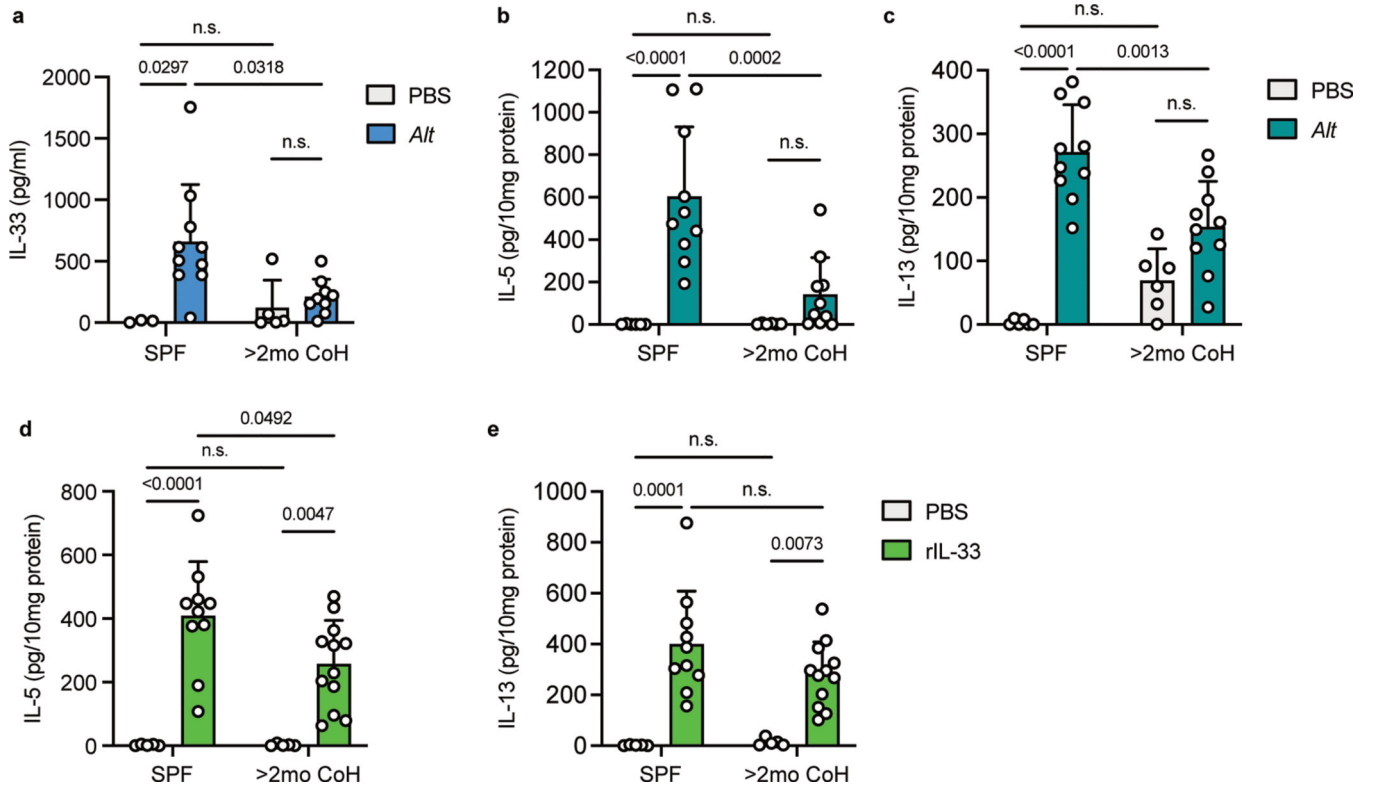 a
n.s.
0.0297
0.0318
n.s.
IL-33 (pg/ml)
2000
1500
1000
500
0
SPF
>2mo CoH
PBS
Alt
b
n.s.
<0.0001
0.0002
n.s.
IL-5 (pg/10mg protein)
1200
1000
800
600
400
200
0
SPF
>2mo CoH
c
n.s.
<0.0001
0.0013
n.s.
IL-13 (pg/10mg protein)
400
300
200
100
0
SPF
>2mo CoH
PBS
Alt
d
0.0492
n.s.
<0.0001
0.0047
IL-5 (pg/10mg protein)
800
600
400
200
0
SPF
>2mo CoH
e
n.s.
0.0001
n.s.
0.0073
IL-13 (pg/10mg protein)
1000
800
600
400
200
0
SPF
>2mo CoH
PBS
rIL-33